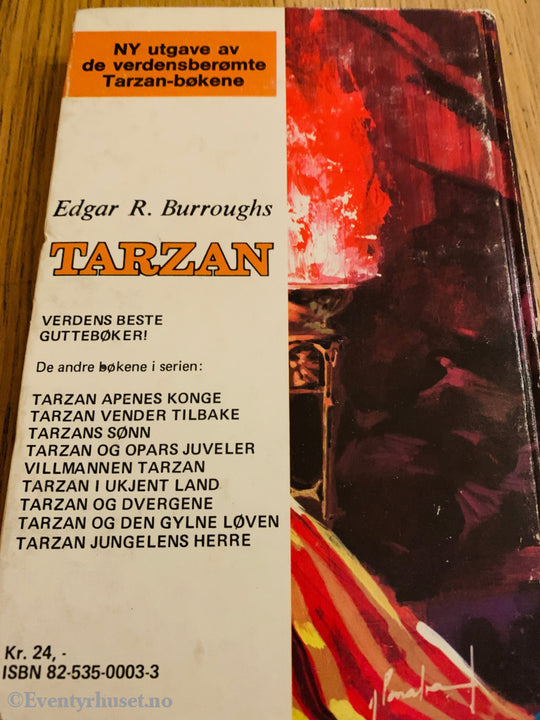 NY utgave av
de verdensberømte
Tarzan-bøkene
Edgar R. Burroughs
TARZAN
VERDENS BESTE
GUTTEBØKER!
De andre bøkene i serien:
TARZAN APENES KONGE
TARZAN VENDER TILBAKE
TARZANS SØNN
TARZAN OG OPARS JUVELER
VILLMANNEN TARZAN
TARZAN I UKJENT LAND
TARZAN OG DVERGENE
TARZAN OG DEN GYLNE LØVEN
TARZAN JUNGELENS HERRE
Kr. 24, -
ISBN 82-535-0003-3
©Eventyrhuset.no